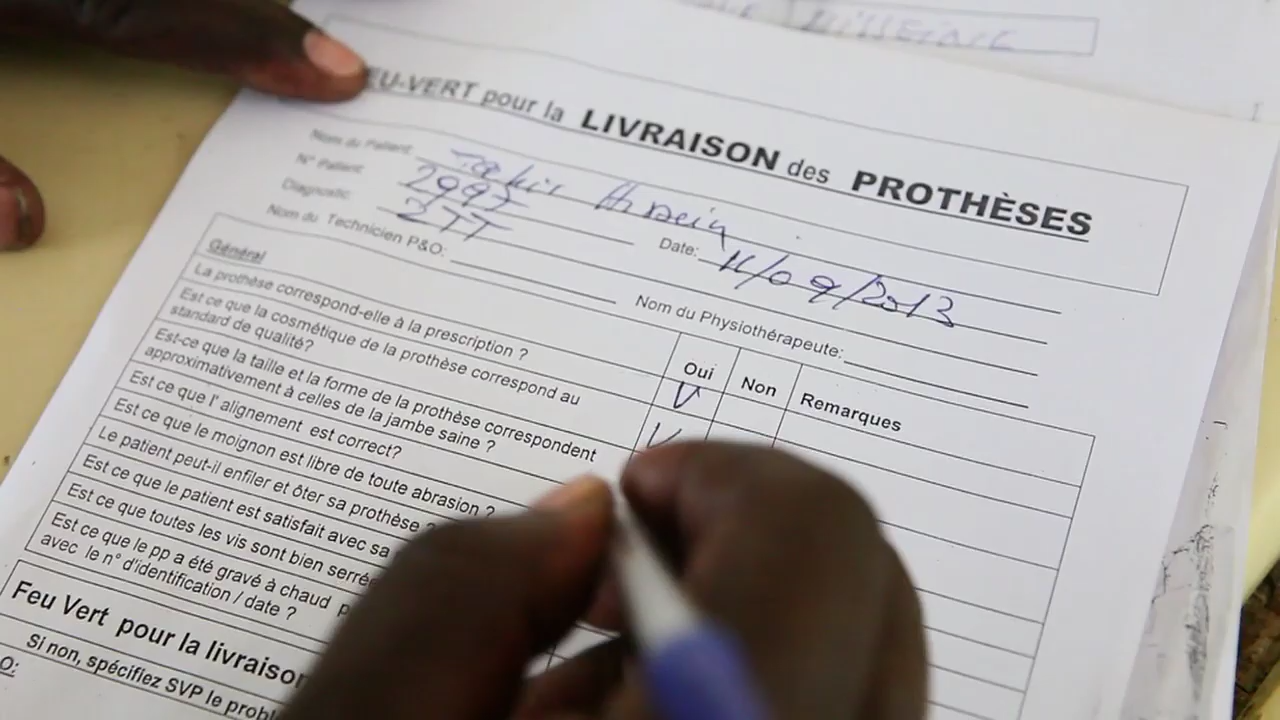 FEU-VERT pour la LIVRAISON des PROTHÈSES
Nom du Patient:
N° Patient
Diagnostic: 2TT
Date: 11/09/2013
Nom du Technicien P&O:
Nom du Physiothérapeute:
Général
Oui Non Remarques
La prothèse correspond-elle à la prescription ? V
Est ce que la cosmétique de la prothèse correspond au
standard de qualité? V
Est-ce que la taille et la forme de la prothèse correspondent
approximativement à celles de la jambe saine ?
Est ce que l' alignement est correct?
Est ce que le moignon est libre de toute abrasion ?
Le patient peut-il enfiler et ôter sa prothèse ?
Est ce que le patient est satisfait avec sa
Est ce que toutes les vis sont bien serrée
Est ce que le pp a été gravé à chaud p
avec le n° d'identification / date ?
Feu Vert pour la livraison
Si non, spécifiez SVP le probl
O: